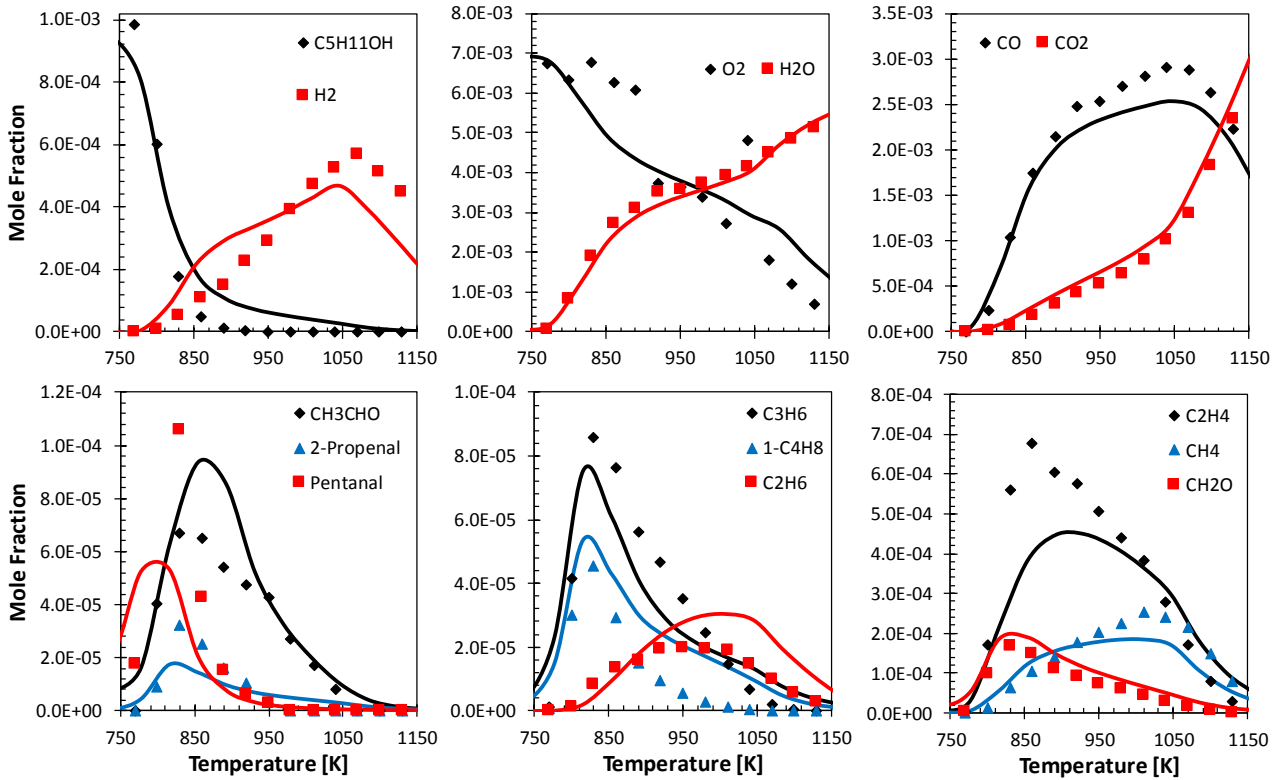 Mole Fraction
1.0E-03
8.0E-04
6.0E-04
4.0E-04
2.0E-04
0.0E+00
750 850 950 1050 1150
C5H11OH
H2
8.0E-03
7.0E-03
6.0E-03
5.0E-03
4.0E-03
3.0E-03
2.0E-03
1.0E-03
0.0E+00
750 850 950 1050 1150
O2 H2O
3.5E-03
3.0E-03
2.5E-03
2.0E-03
1.5E-03
1.0E-03
5.0E-04
0.0E+00
750 850 950 1050 1150
CO CO2
Mole Fraction
1.2E-04
1.0E-04
8.0E-05
6.0E-05
4.0E-05
2.0E-05
0.0E+00
750 850 950 1050 1150
Temperature [K]
CH3CHO
2-Propenal
Pentanal
1.0E-04
8.0E-05
6.0E-05
4.0E-05
2.0E-05
0.0E+00
750 850 950 1050 1150
Temperature [K]
C3H6
1-C4H8
C2H6
8.0E-04
7.0E-04
6.0E-04
5.0E-04
4.0E-04
3.0E-04
2.0E-04
1.0E-04
0.0E+00
750 850 950 1050 1150
Temperature [K]
C2H4
CH4
CH2O